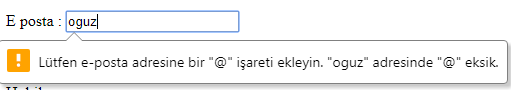 E posta : oguz
Lütfen e-posta adresine bir "@" işareti ekleyin. "oguz" adresinde "@" eksik.